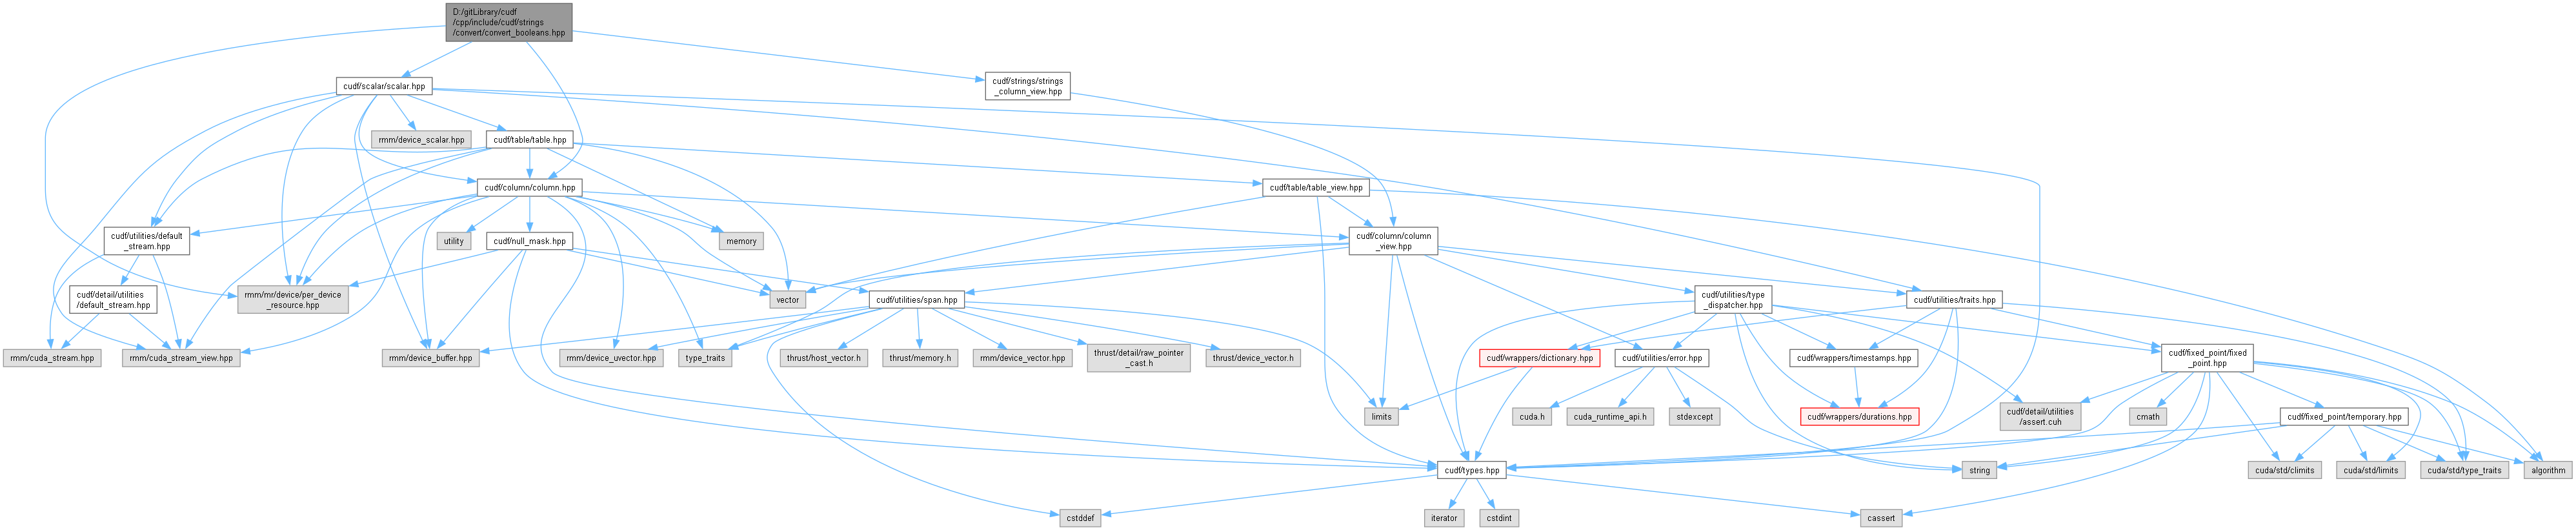 D:/gitLibrary/cudf
/cpp/include/cudf/strings
/convert/convert_booleans.hpp
cudf/scalar/scalar.hpp
cudf/strings/strings
_column_view.hpp
rmm/device_scalar.hpp
cudf/table/table.hpp
cudf/column/column.hpp
cudf/table/table_view.hpp
cudf/utilities/default
_stream.hpp
utility
cudf/null_mask.hpp
memory
cudf/column/column
_view.hpp
cudf/detail/utilities
/default_stream.hpp
rmm/mr/device/per_device
_resource.hpp
vector
cudf/utilities/span.hpp
cudf/utilities/type
_dispatcher.hpp
cudf/utilities/traits.hpp
rmm/cuda_stream.hpp
rmm/cuda_stream_view.hpp
rmm/device_buffer.hpp
rmm/device_uvector.hpp
type_traits
thrust/host_vector.h
thrust/memory.h
rmm/device_vector.hpp
thrust/detail/raw_pointer
_cast.h
thrust/device_vector.h
cudf/wrappers/dictionary.hpp
cudf/utilities/error.hpp
cudf/wrappers/timestamps.hpp
cudf/fixed_point/fixed
_point.hpp
limits
cuda.h
cuda_runtime_api.h
stdexcept
cudf/wrappers/durations.hpp
cudf/detail/utilities
/assert.cuh
cmath
cudf/fixed_point/temporary.hpp
cudf/types.hpp
string
cuda/std/climits
cuda/std/limits
cuda/std/type_traits
algorithm
cstddef
iterator
cstdint
cassert